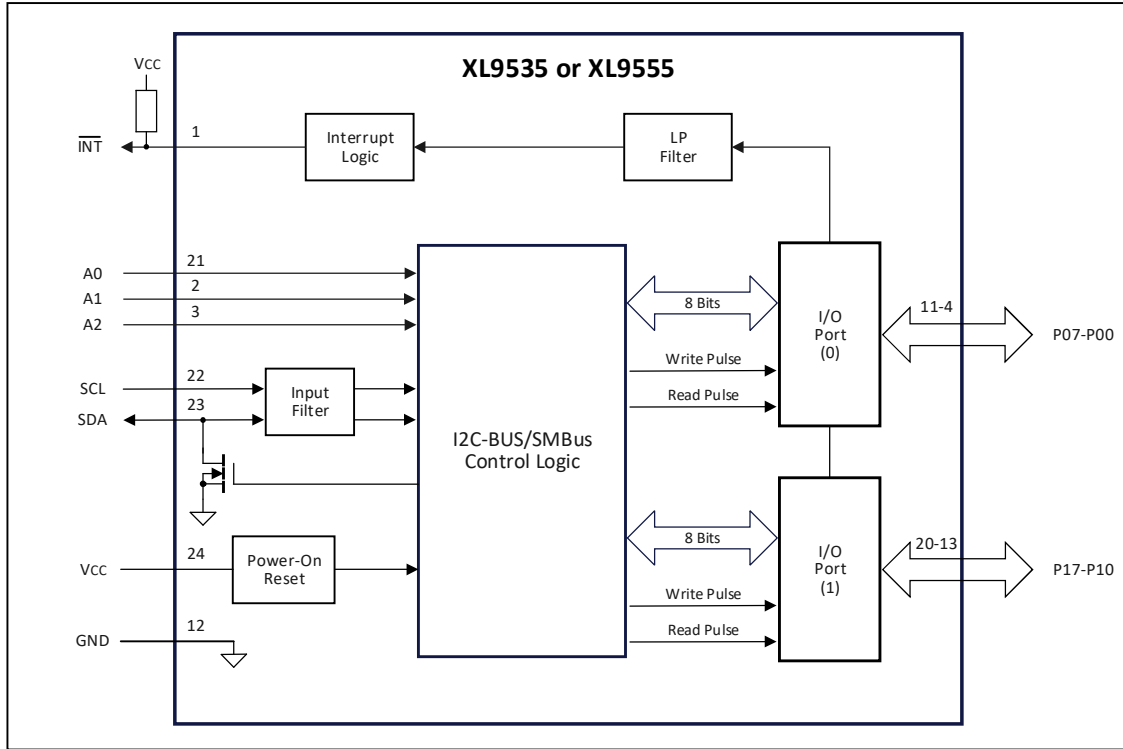 XL9535 or XL9555
VCC
INT
1
Interrupt
Logic
LP
Filter
A0
21
A1
2
A2
3
SCL
22
SDA
23
Input
Filter
I2C-BUS/SMBus
Control Logic
8 Bits
Write Pulse
Read Pulse
I/O
Port
(0)
11-4
P07-P00
VCC
24
Power-On
Reset
GND
12
8 Bits
Write Pulse
Read Pulse
I/O
Port
(1)
20-13
P17-P10